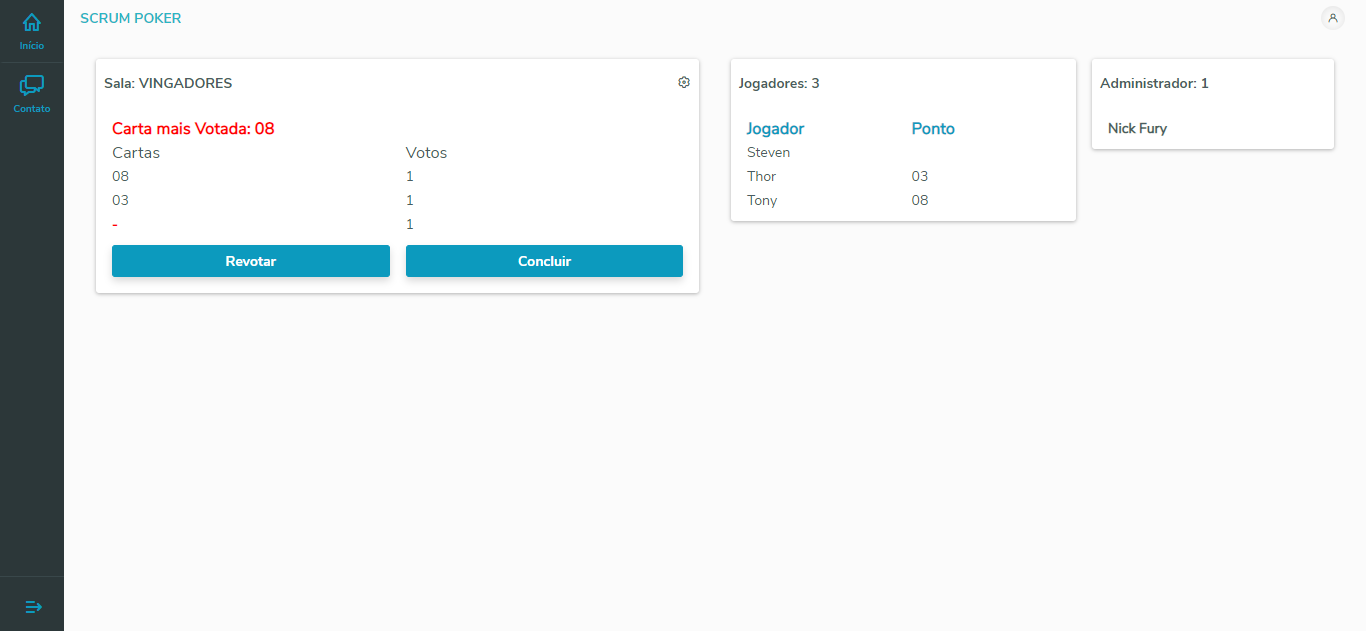 SCRUM POKER
Início
Contato
Sala: VINGADORES
Carta mais Votada: 08
Cartas Votos
08 1
03 1
- 1
Revotar Concluir
Jogadores: 3
Jogador Ponto
Steven
Thor 03
Tony 08
Administrador: 1
Nick Fury